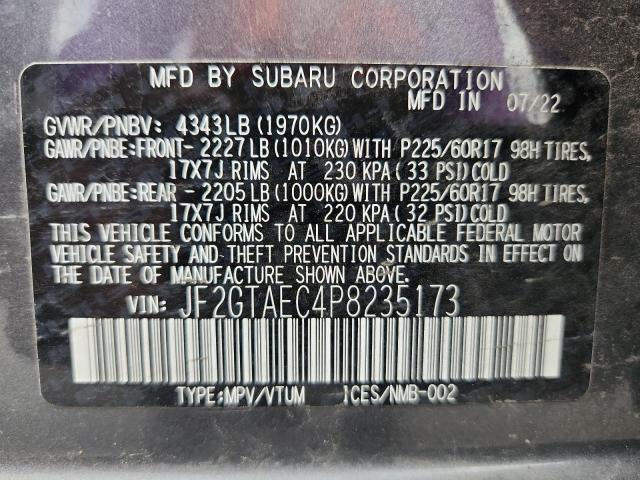 MFD BY SUBARU CORPORATION
MFD IN 07/22
GVWR/PNBV: 4343LB(1970KG)
GAWR/PNBE:FRONT- 2227LB(1010KG)WITH P225/60R17 98H TIRES,
17X7J RIMS AT 230 KPA(33 PSI)COLD
GAWR/PNBE:REAR - 2205LB(1000KG)WITH P225/60R17 98H TIRES,
17X7J RIMS AT 220 KPA(32 PSI)COLD
THIS VEHICLE CONFORMS TO ALL APPLICABLE FEDERAL MOTOR
VEHICLE SAFETY AND THEFT PREVENTION STANDARDS IN EFFECT ON
THE DATE OF MANUFACTURE SHOWN ABOVE.
VIN: JF2GTAEC4P8235173
TYPE:MPV/VTUM ICES/NMB-002